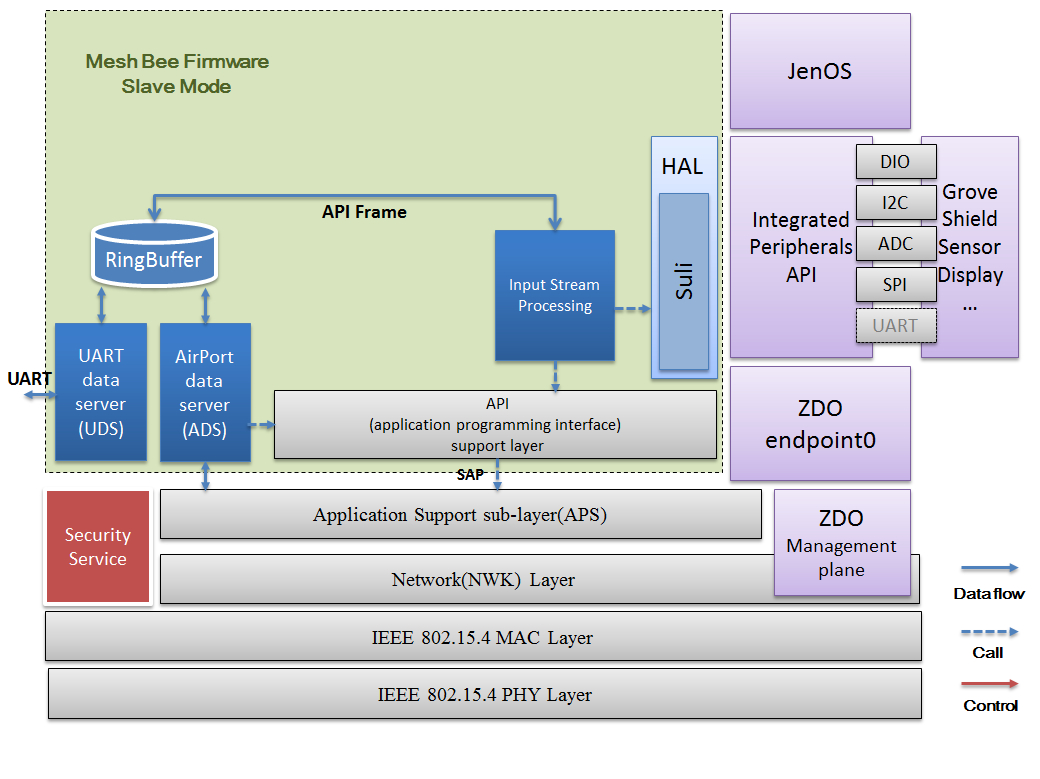 Mesh Bee Firmware
Slave Mode
JenOS
HAL
Suli
Integrated
Peripherals
API
DIO
I2C
ADC
SPI
UART
Grove
Shield
Sensor
Display
...
API Frame
RingBuffer
Input Stream
Processing
UART
UART
data
server
(UDS)
AirPort
data
server
(ADS)
API
(application programming interface)
support layer
ZDO
endpoint0
SAP
Security
Service
Application Support sub-layer(APS)
ZDO
Management
plane
Network(NWK) Layer
IEEE 802.15.4 MAC Layer
IEEE 802.15.4 PHY Layer
Data flow
Call
Control